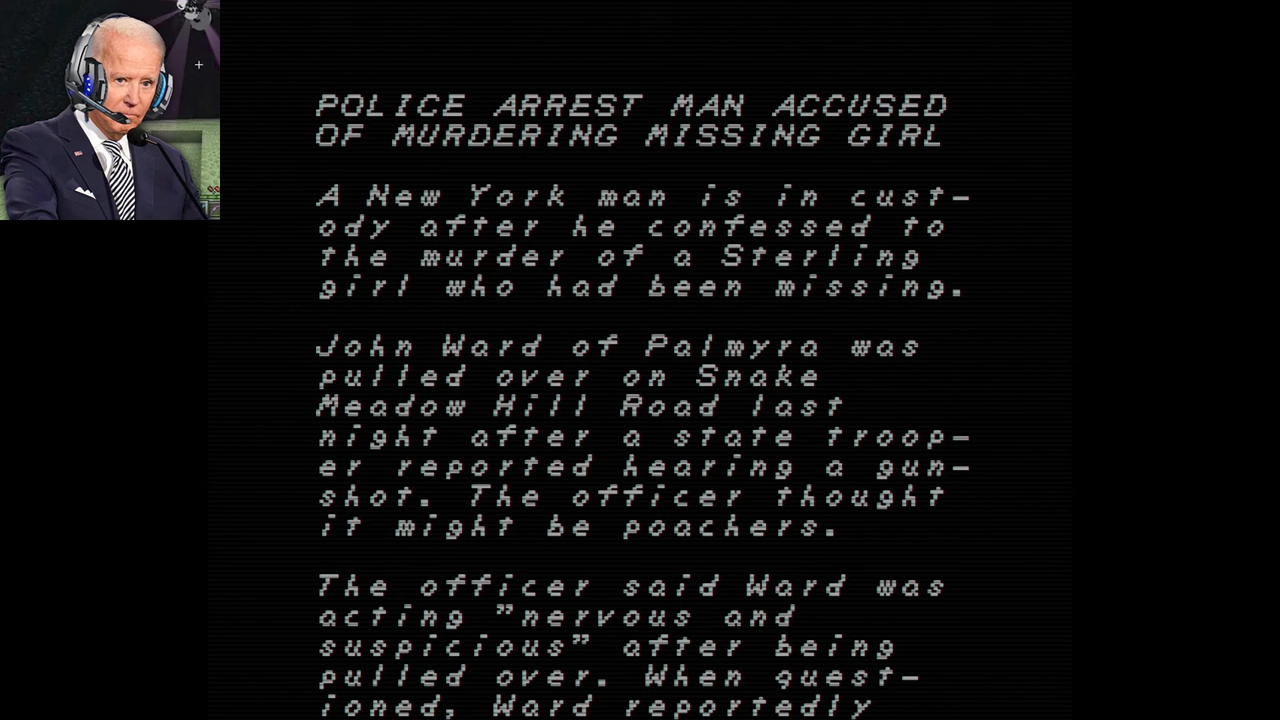 POLICE ARREST MAN ACCUSED
OF MURDERING MISSING GIRL
A New York man is in cust-
ody after he confessed to
the murder of a Sterling
girl who had been missing.
John Ward of Palmyra was
pulled over on Snake
Meadow Hill Road last
night after a state troop-
er reported hearing a gun-
shot. The officer thought
it might be poachers.
The officer said Ward was
acting "nervous and
suspicious" after being
pulled over. When quest-
ioned, Ward reportedly